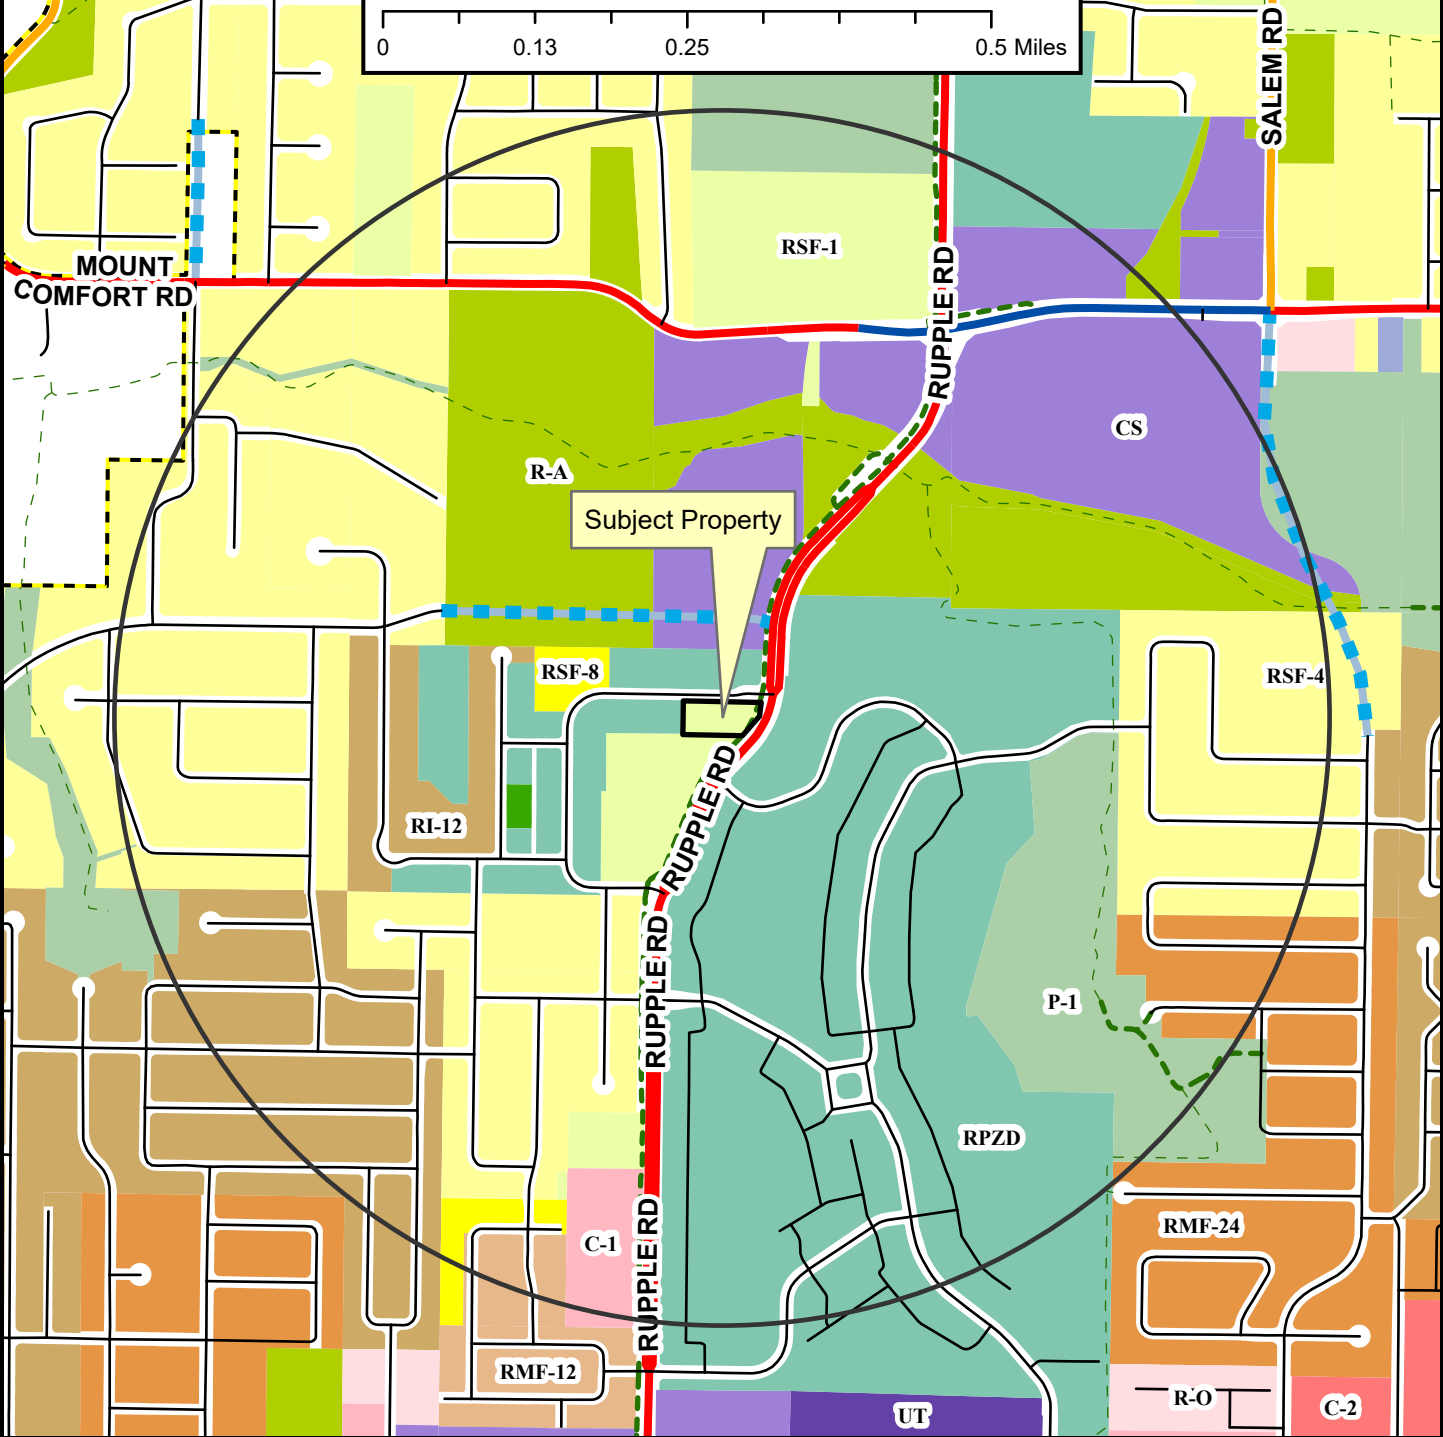 0 0.13 0.25 0.5 Miles
SALEM RD
MOUNT
COMFORT RD
RSF-1
RUPPLE RD
RUPPLE RD
CS
R-A
Subject Property
RSF-8
RSF-4
RUPPLE RD
RI-12
RUPPLE RD
P-1
RPZD
RUPPLE RD
C-1
RMF-24
RMF-12
R-O
C-2
UT